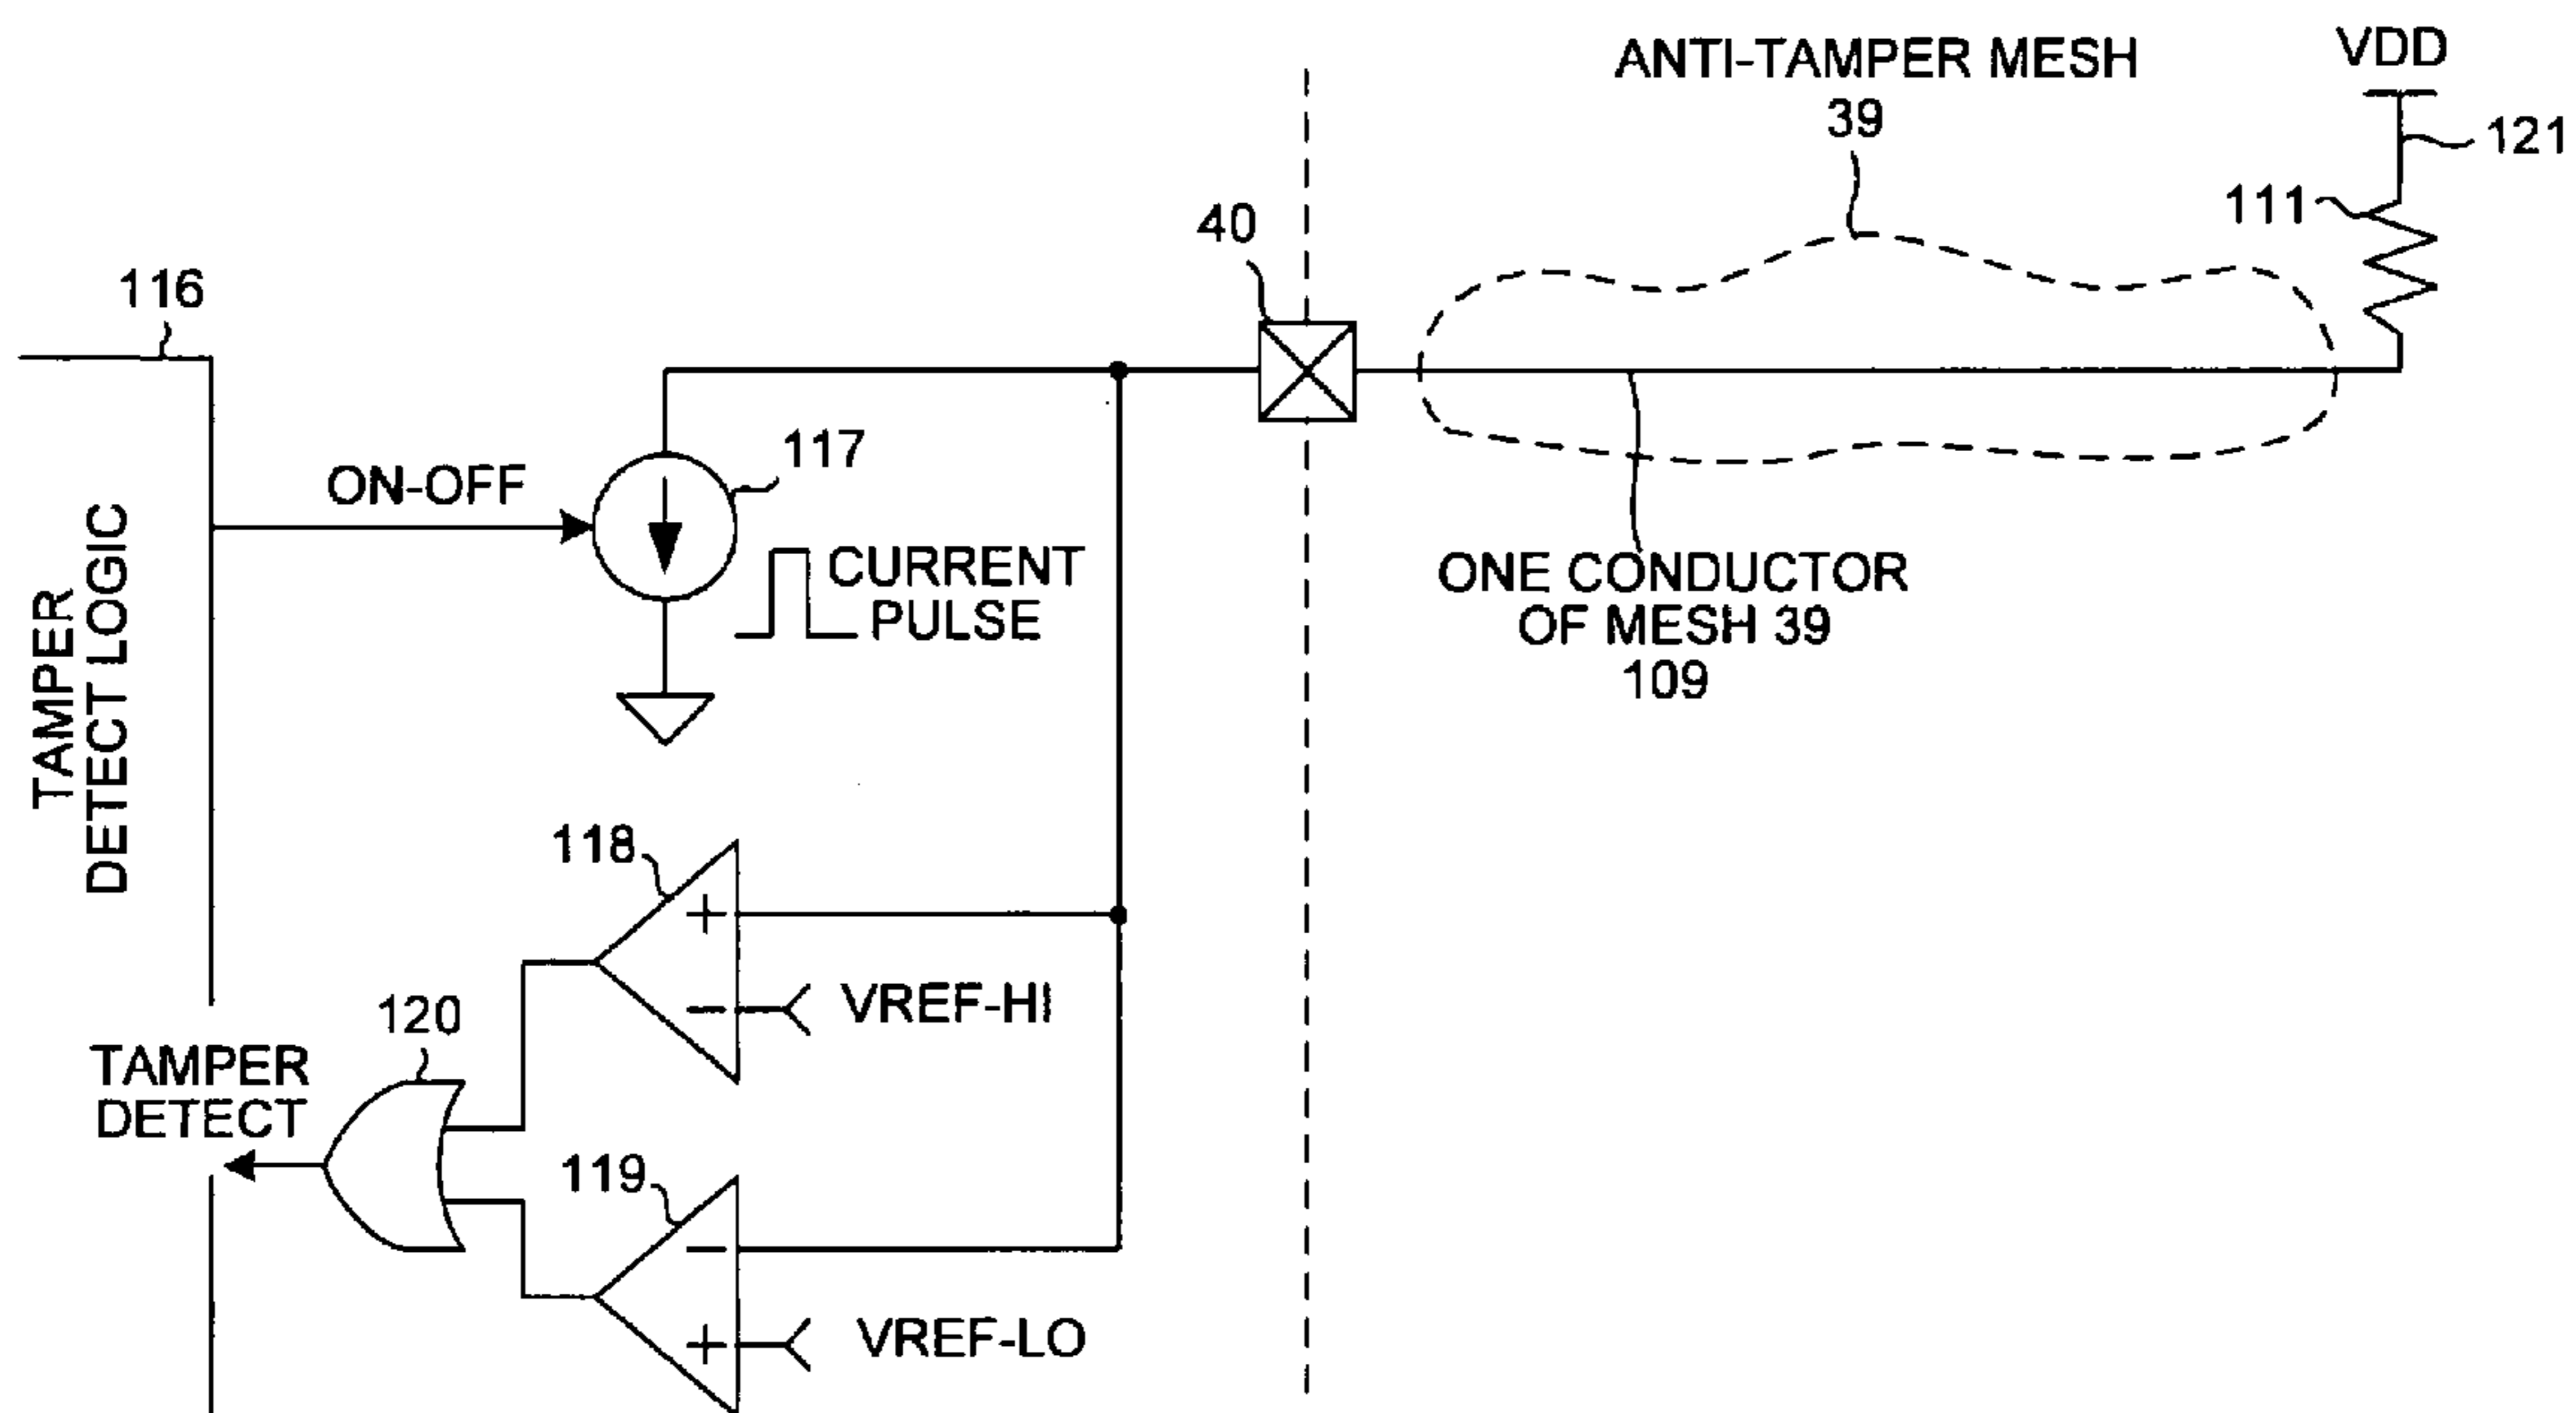 ANTI-TAMPER MESH
39
VDD
121
111
40
116
117
ON-OFF
CURRENT
PULSE
ONE CONDUCTOR
OF MESH 39
109
TAMPER
DETECT LOGIC
118
+
−
VREF-HI
120
TAMPER
DETECT
119
−
+
VREF-LO